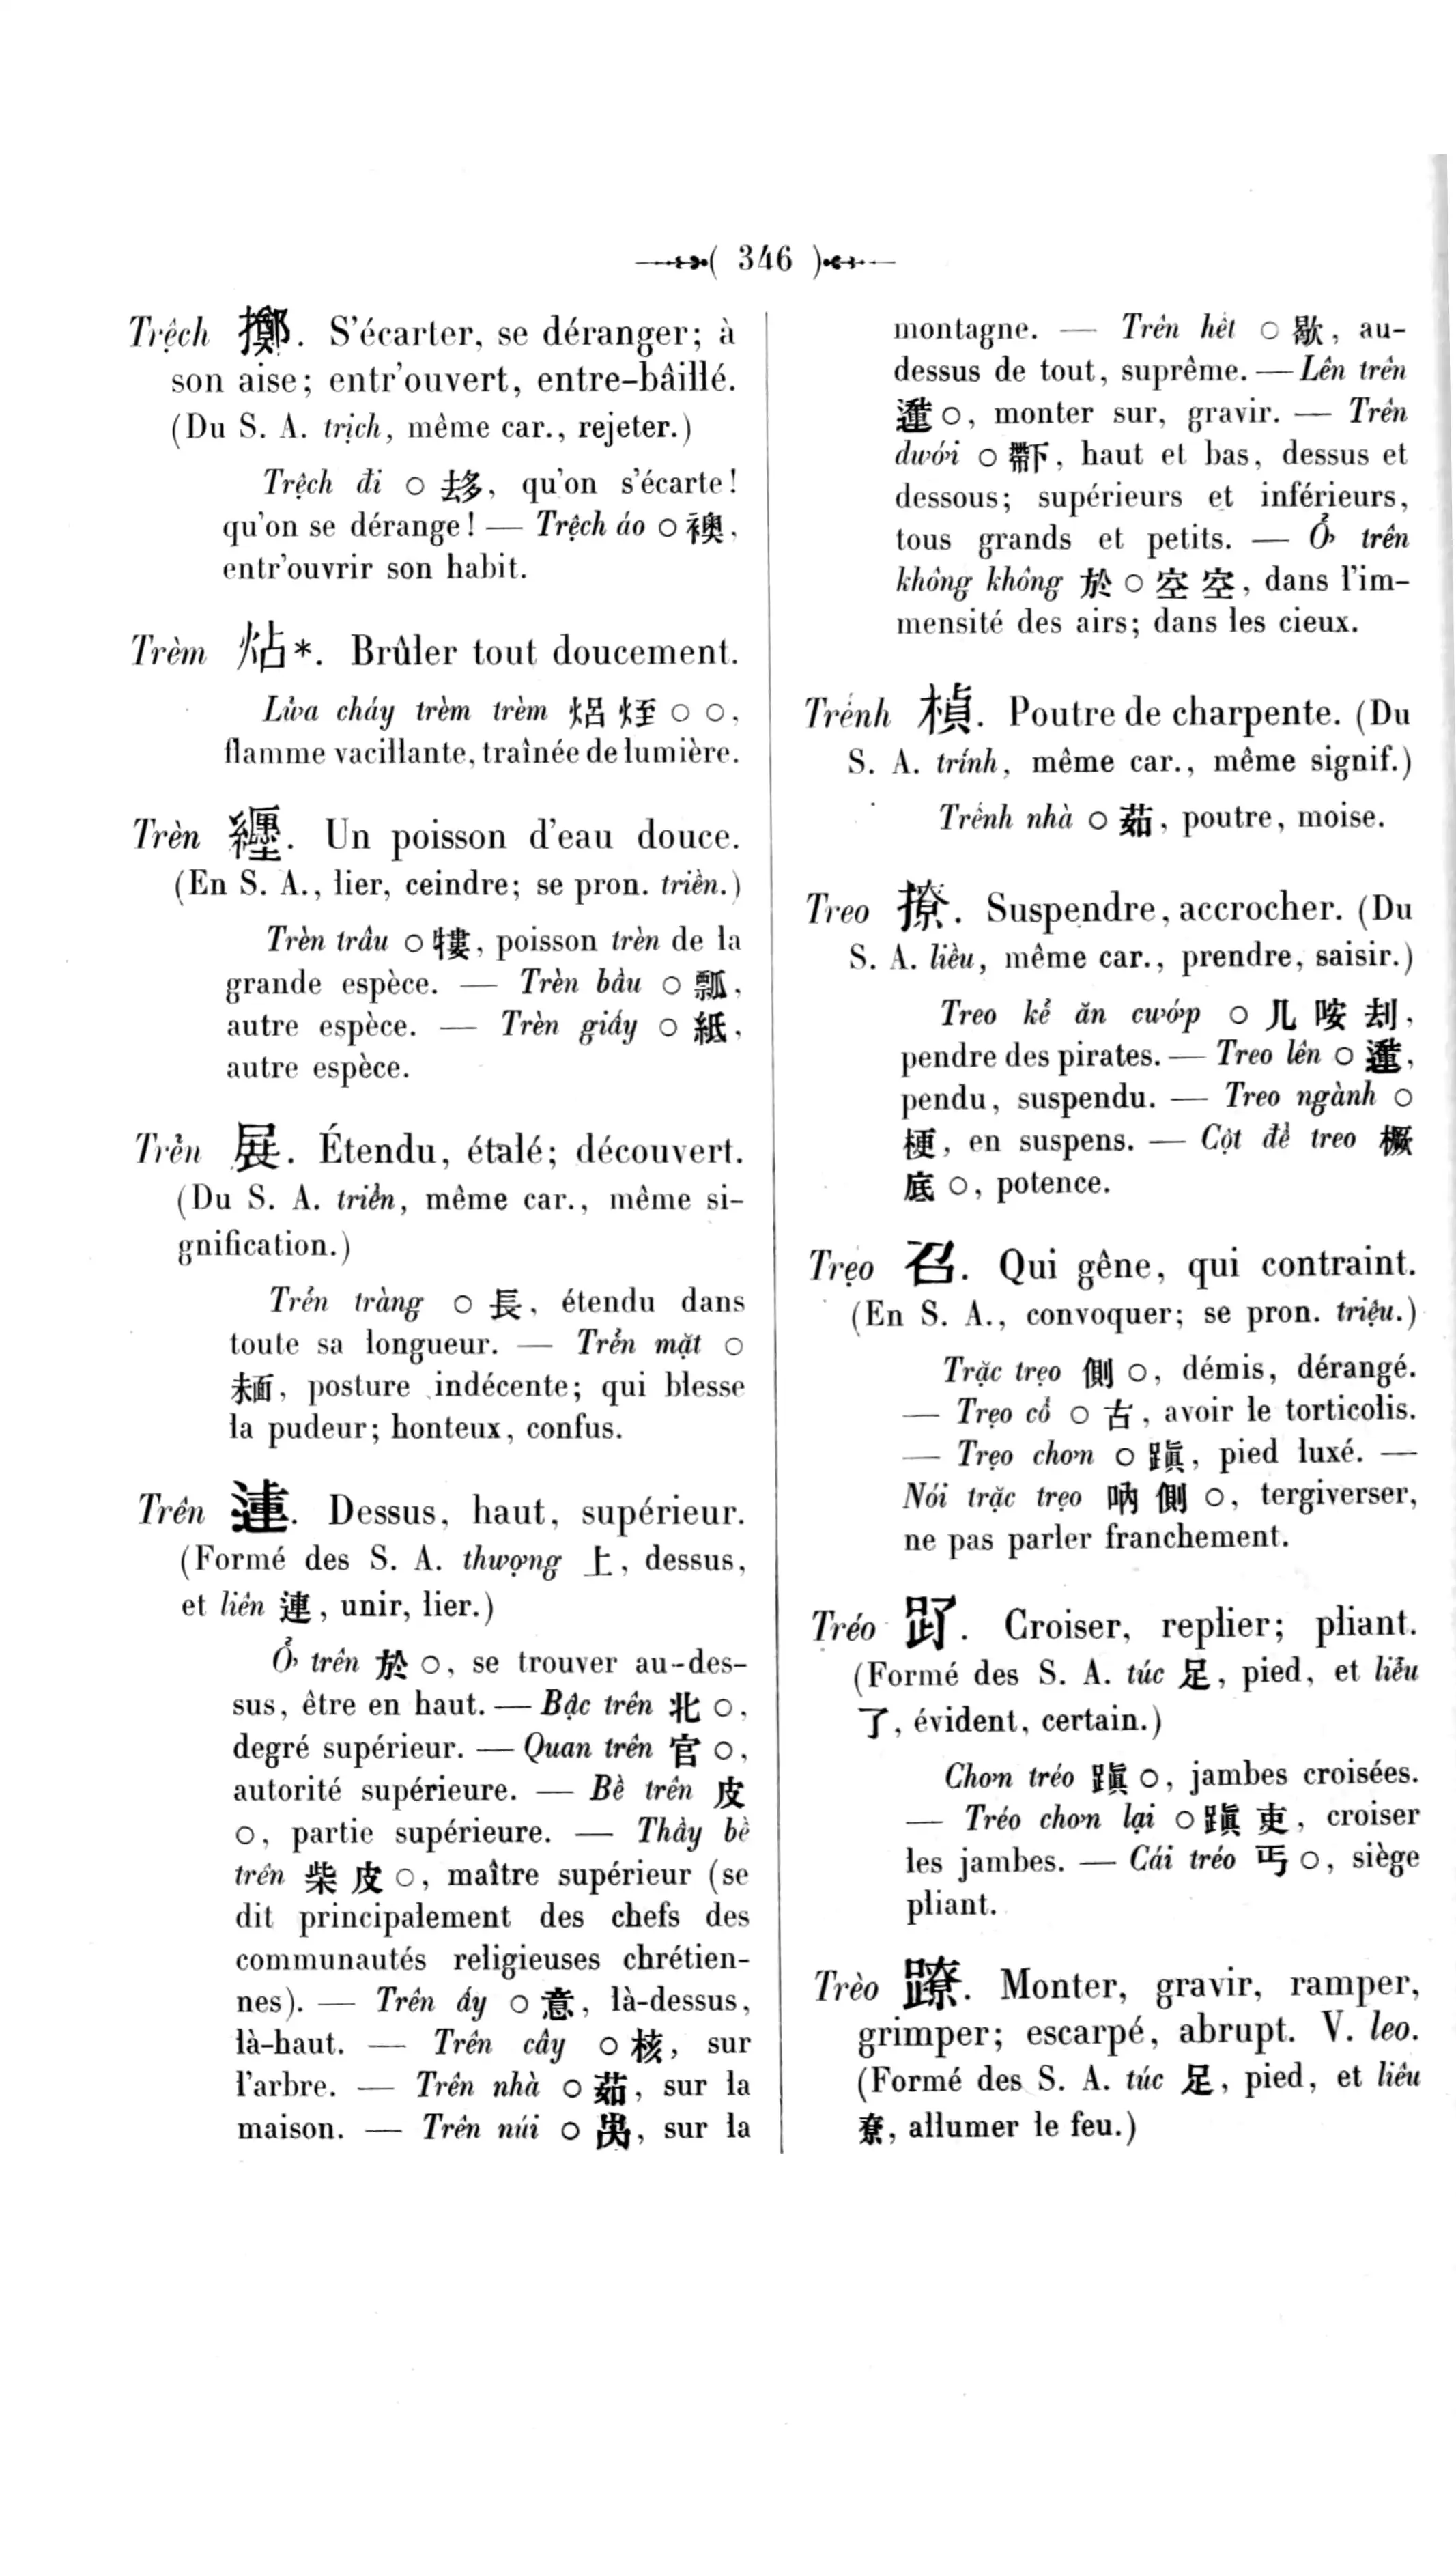 ( 346 )
Trệch 擲. S'écarter, se déranger; à
son aise; entr'ouvert, entre-bâillé.
(Du S. A. trịch, même car., rejeter.)
Trệch đi ○ 𠫾, qu'on s'écarte!
qu'on se dérange! — Trệch áo ○ 襖,
entr'ouvrir son habit.
Trèm 炶*. Brûler tout doucement.
Lửa cháy trèm trèm 焒 𤈜 ○ ○,
flamme vacillante, traînée de lumière.
Trèn 纒. Un poisson d'eau douce.
(En S. A., lier, ceindre; se pron. triền.)
Trèn trâu ○ 㹎, poisson trèn de la
grande espèce. — Trèn bầu ○ 瓢,
autre espèce. — Trèn giấy ○ 紙,
autre espèce.
Trẻn 展. Étendu, étalé; découvert.
(Du S. A. triển, même car., même si-
gnification.)
Trẻn tràng ○ 長, étendu dans
toute sa longueur. — Trẻn mặt ○
𩈘, posture indécente; qui blesse
la pudeur; honteux, confus.
Trên 連. Dessus, haut, supérieur.
(Formé des S. A. thượng 上, dessus,
et liên 連, unir, lier.)
Ở trên 於 ○, se trouver au-des-
sus, être en haut. — Bậc trên 北 ○,
degré supérieur. — Quan trên 官 ○,
autorité supérieure. — Bề trên 皮
○, partie supérieure. — Thầy bề
trên 柴 皮 ○, maître supérieur (se
dit principalement des chefs des
communautés religieuses chrétien-
nes). — Trên ấy ○ 意, là-dessus,
là-haut. — Trên cây ○ 核, sur
l'arbre. — Trên nhà ○ 茹, sur la
maison. — Trên núi ○ 𡶀, sur la
montagne. — Trên hết ○ 歇, au-
dessus de tout, suprême. — Lên trên
𨖲 ○, monter sur, gravir. — Trên
dưới ○ 𠁑, haut et bas, dessus et
dessous; supérieurs et inférieurs,
tous grands et petits. — Ở trên
không không 於 ○ 空 空, dans l'im-
mensité des airs; dans les cieux.
Trếnh 楨. Poutre de charpente. (Du
S. A. trính, même car., même signif.)
Trếnh nhà ○ 茹, poutre, moise.
Treo 撩. Suspendre, accrocher. (Du
S. A. liều, même car., prendre, saisir.)
Treo kẻ ăn cướp ○ 几 咹 刦,
pendre des pirates. — Treo lên ○ 𨖲,
pendu, suspendu. — Treo ngành ○
梗, en suspens. — Cột để treo 橛
底 ○, potence.
Trẹo 召. Qui gêne, qui contraint.
(En S. A., convoquer; se pron. triệu.)
Trặc trẹo 側 ○, démis, dérangé.
— Trẹo cổ ○ 古, avoir le torticolis.
— Trẹo chơn ○ 蹎, pied luxé. —
Nói trặc trẹo 吶 側 ○, tergiverser,
ne pas parler franchement.
Tréo 𨁟. Croiser, replier; pliant.
(Formé des S. A. túc 足, pied, et liễu
了, évident, certain.)
Chơn tréo 蹎 ○, jambes croisées.
— Tréo chơn lại ○ 蹎 吏, croiser
les jambes. — Cái tréo 丐 ○, siège
pliant.
Trèo 蹽. Monter, gravir, ramper,
grimper; escarpé, abrupt. V. leo.
(Formé des S. A. túc 足, pied, et liêu
尞, allumer le feu.)